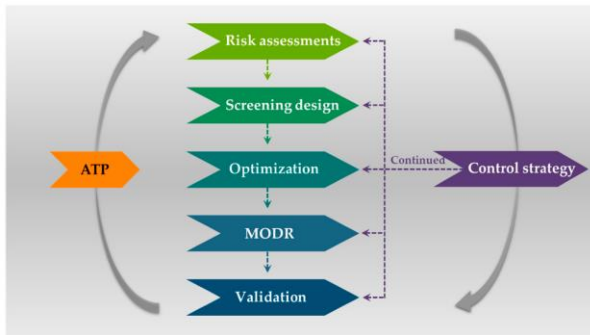 Risk assessments
Screening design
Continued
ATP
Optimization
Control strategy
MODR
Validation